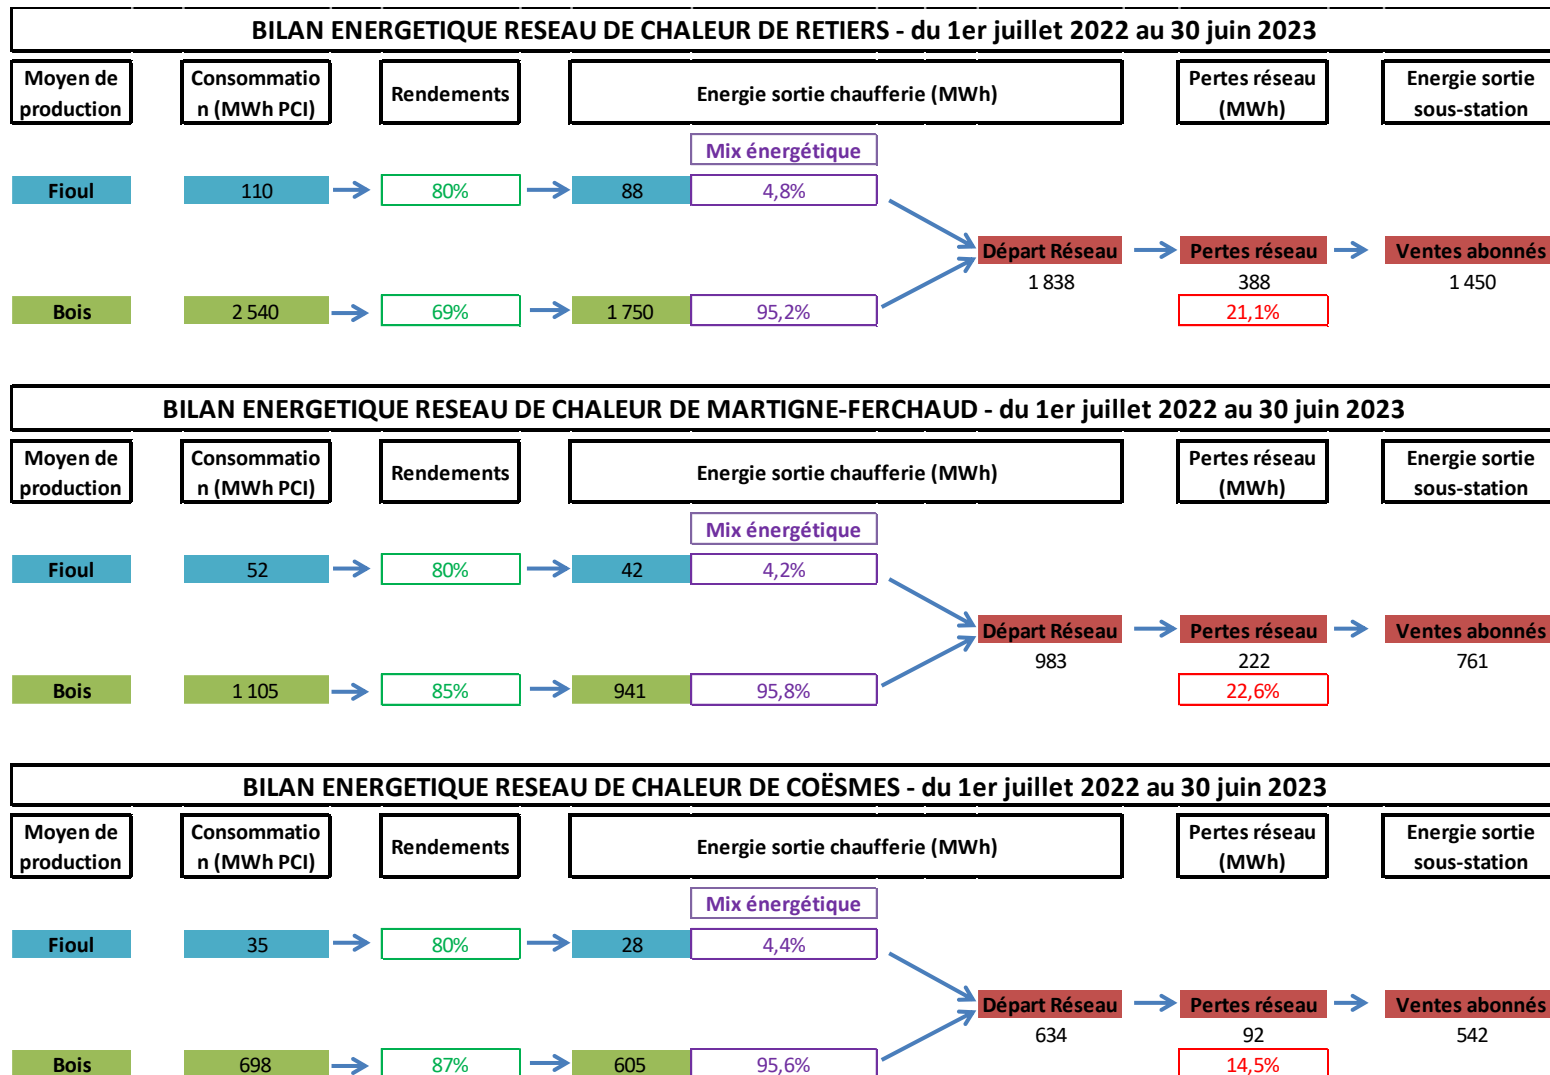 BILAN ENERGETIQUE RESEAU DE CHALEUR DE RETIERS - du 1er juillet 2022 au 30 juin 2023
Moyen de production
Consommatio n (MWh PCI)
Rendements
Energie sortie chaufferie (MWh)
Pertes réseau (MWh)
Energie sortie sous-station
Mix énergétique
Fioul 110 80% 88 4,8%
Départ Réseau Pertes réseau Ventes abonnés
1 838 388 1 450
Bois 2 540 69% 1 750 95,2% 21,1%
BILAN ENERGETIQUE RESEAU DE CHALEUR DE MARTIGNE-FERCHAUD - du 1er juillet 2022 au 30 juin 2023
Moyen de production
Consommatio n (MWh PCI)
Rendements
Energie sortie chaufferie (MWh)
Pertes réseau (MWh)
Energie sortie sous-station
Mix énergétique
Fioul 52 80% 42 4,2%
Départ Réseau Pertes réseau Ventes abonnés
983 222 761
Bois 1 105 85% 941 95,8% 22,6%
BILAN ENERGETIQUE RESEAU DE CHALEUR DE COËSMES - du 1er juillet 2022 au 30 juin 2023
Moyen de production
Consommatio n (MWh PCI)
Rendements
Energie sortie chaufferie (MWh)
Pertes réseau (MWh)
Energie sortie sous-station
Mix énergétique
Fioul 35 80% 28 4,4%
Départ Réseau Pertes réseau Ventes abonnés
634 92 542
Bois 698 87% 605 95,6% 14,5%